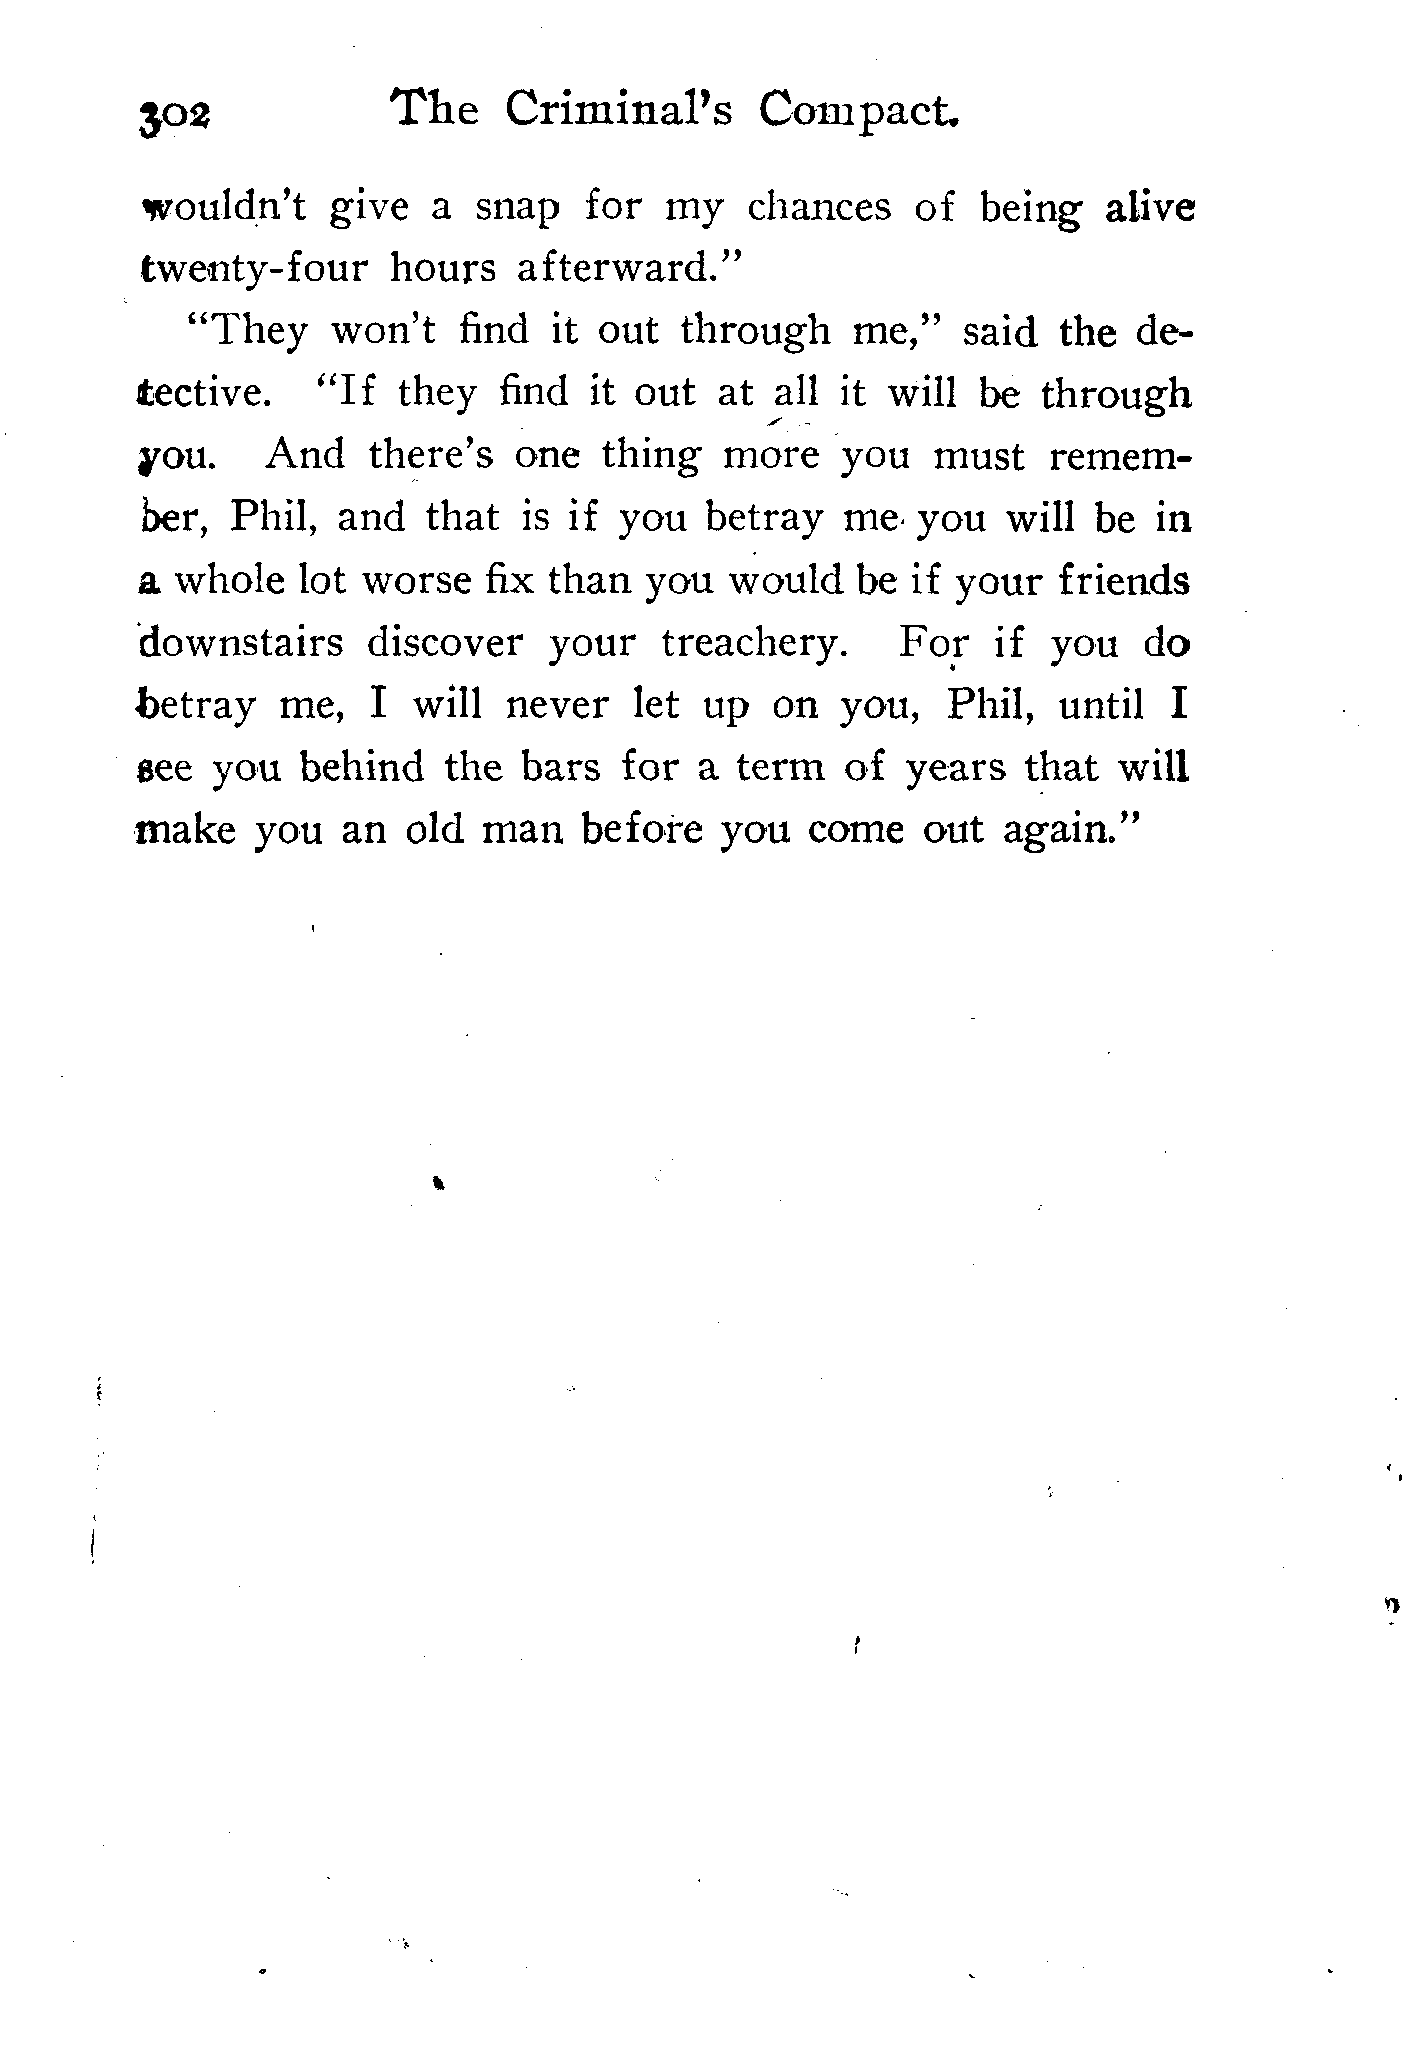 302 The Criminal's Compact.
wouldn't give a snap for my chances of being alive
twenty-four hours afterward."
"They won't find it out through me," said the de-
tective. "If they find it out at all it will be through
you. And there's one thing more you must remem-
ber, Phil, and that is if you betray me you will be in
a whole lot worse fix than you would be if your friends
downstairs discover your treachery. For if you do
betray me, I will never let up on you, Phil, until I
see you behind the bars for a term of years that will
make you an old man before you come out again."